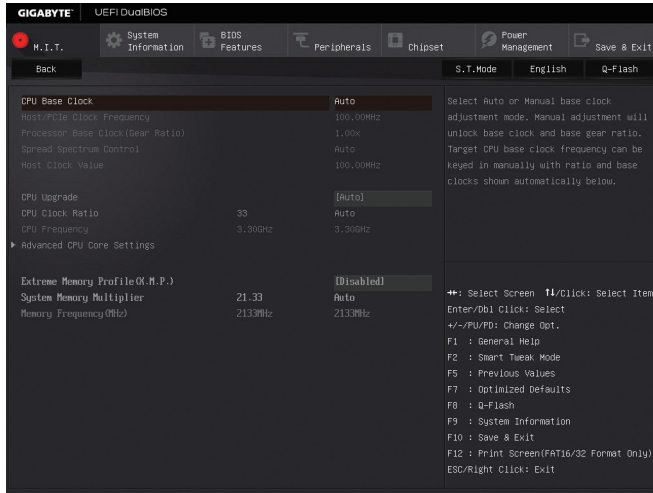 GIGABYTE™ UEFI DualBIOS
M.I.T.
System Information
BIOS Features
Peripherals
Chipset
Power Management
Save & Exit
Back
S.T.Mode English Q-Flash
CPU Base Clock Auto
Host/PCIe Clock Frequency 100.00MHz
Processor Base Clock(Gear Ratio) 1.00x
Spread Spectrum Control Auto
Host Clock Value 100.00MHz
CPU Upgrade [Auto]
CPU Clock Ratio 33 Auto
CPU Frequency 3.30GHz 3.30GHz
Advanced CPU Core Settings
Extreme Memory Profile(X.M.P.) [Disabled]
System Memory Multiplier 21.33 Auto
Memory Frequency(MHz) 2133MHz 2133MHz
Select Auto or Manual base clock
adjustment mode. Manual adjustment will
unlock base clock and base gear ratio.
Target CPU base clock frequency can be
keyed in manually with ratio and base
clocks shown automatically below.
→←: Select Screen ↑↓/Click: Select Item
Enter/Dbl Click: Select
+/-/PU/PD: Change Opt.
F1 : General Help
F2 : Smart Tweak Mode
F5 : Previous Values
F7 : Optimized Defaults
F8 : Q-Flash
F9 : System Information
F10 : Save & Exit
F12 : Print Screen(FAT16/32 Format Only)
ESC/Right Click: Exit